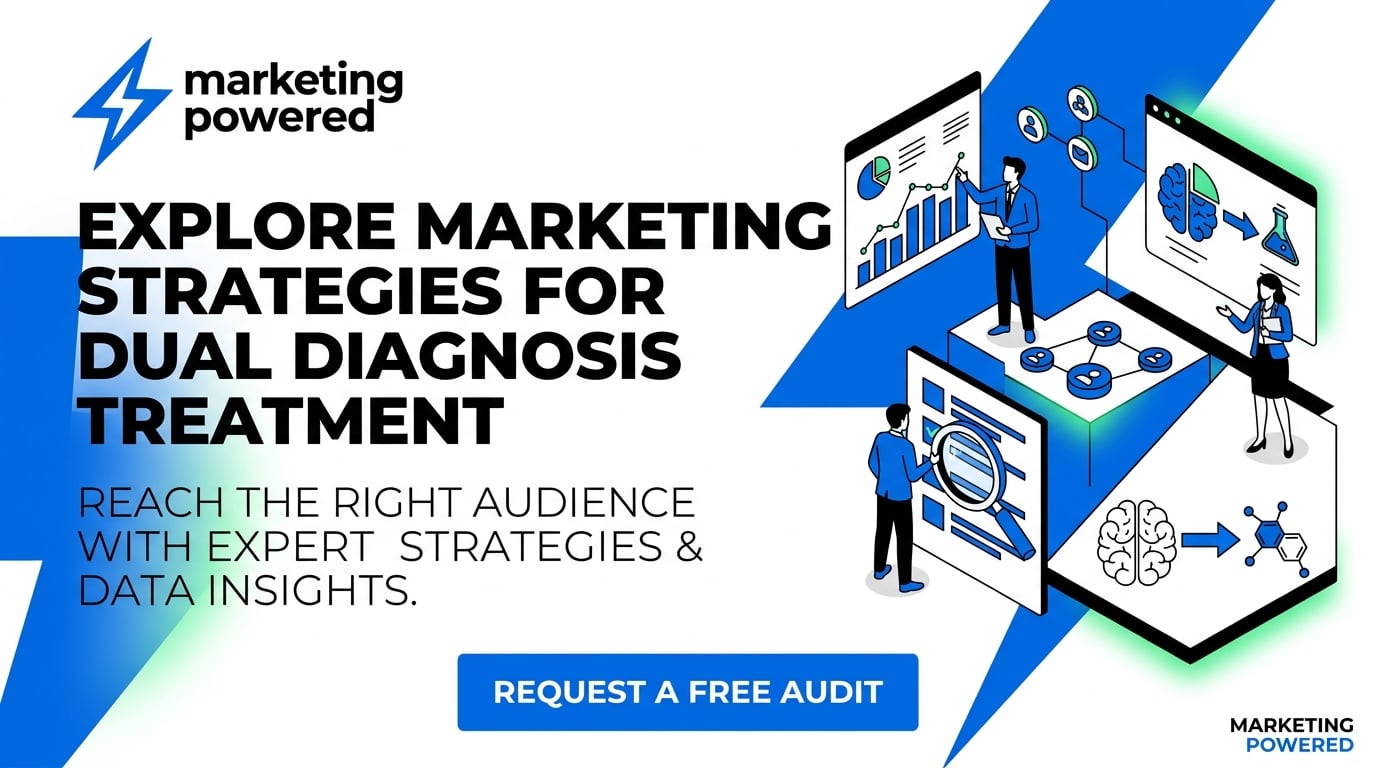 marketing
powered
EXPLORE MARKETING
STRATEGIES FOR
DUAL DIAGNOSIS
TREATMENT
REACH THE RIGHT AUDIENCE
WITH EXPERT STRATEGIES &
DATA INSIGHTS.
REQUEST A FREE AUDIT
MARKETING
POWERED